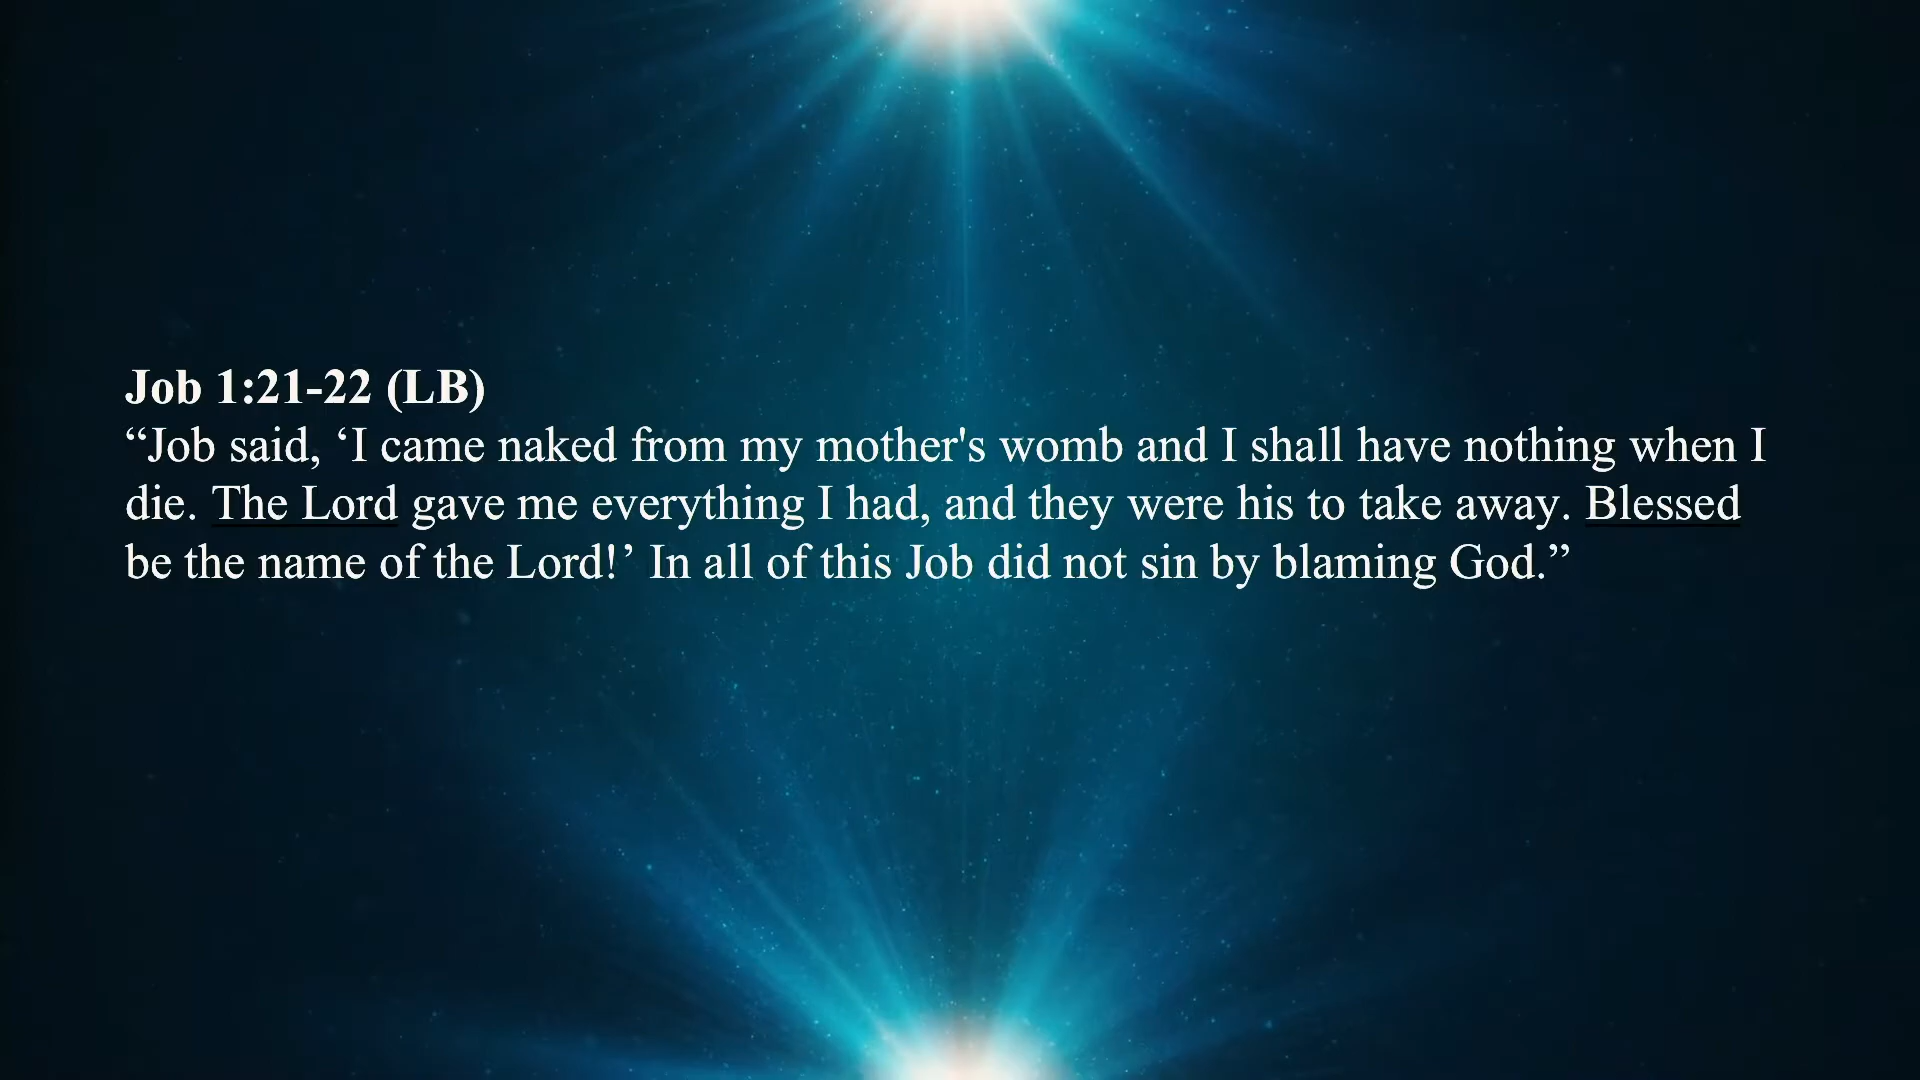 Job 1:21-22 (LB)
“Job said, ‘I came naked from my mother's womb and I shall have nothing when I
die. The Lord gave me everything I had, and they were his to take away. Blessed
be the name of the Lord!’ In all of this Job did not sin by blaming God.”